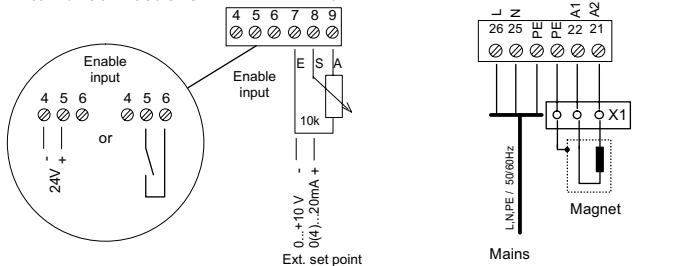 4 5 6 7 8 9
E S A
Enable
input
10k
- +
0...+10 V
0(4)...20mA
Ext. set point
Enable
input
4 5 6
- +
24V
or
4 5 6
L N A1 A2
26 25 PE PE 22 21
X1
L,N,PE / 50/60Hz
Mains
Magnet